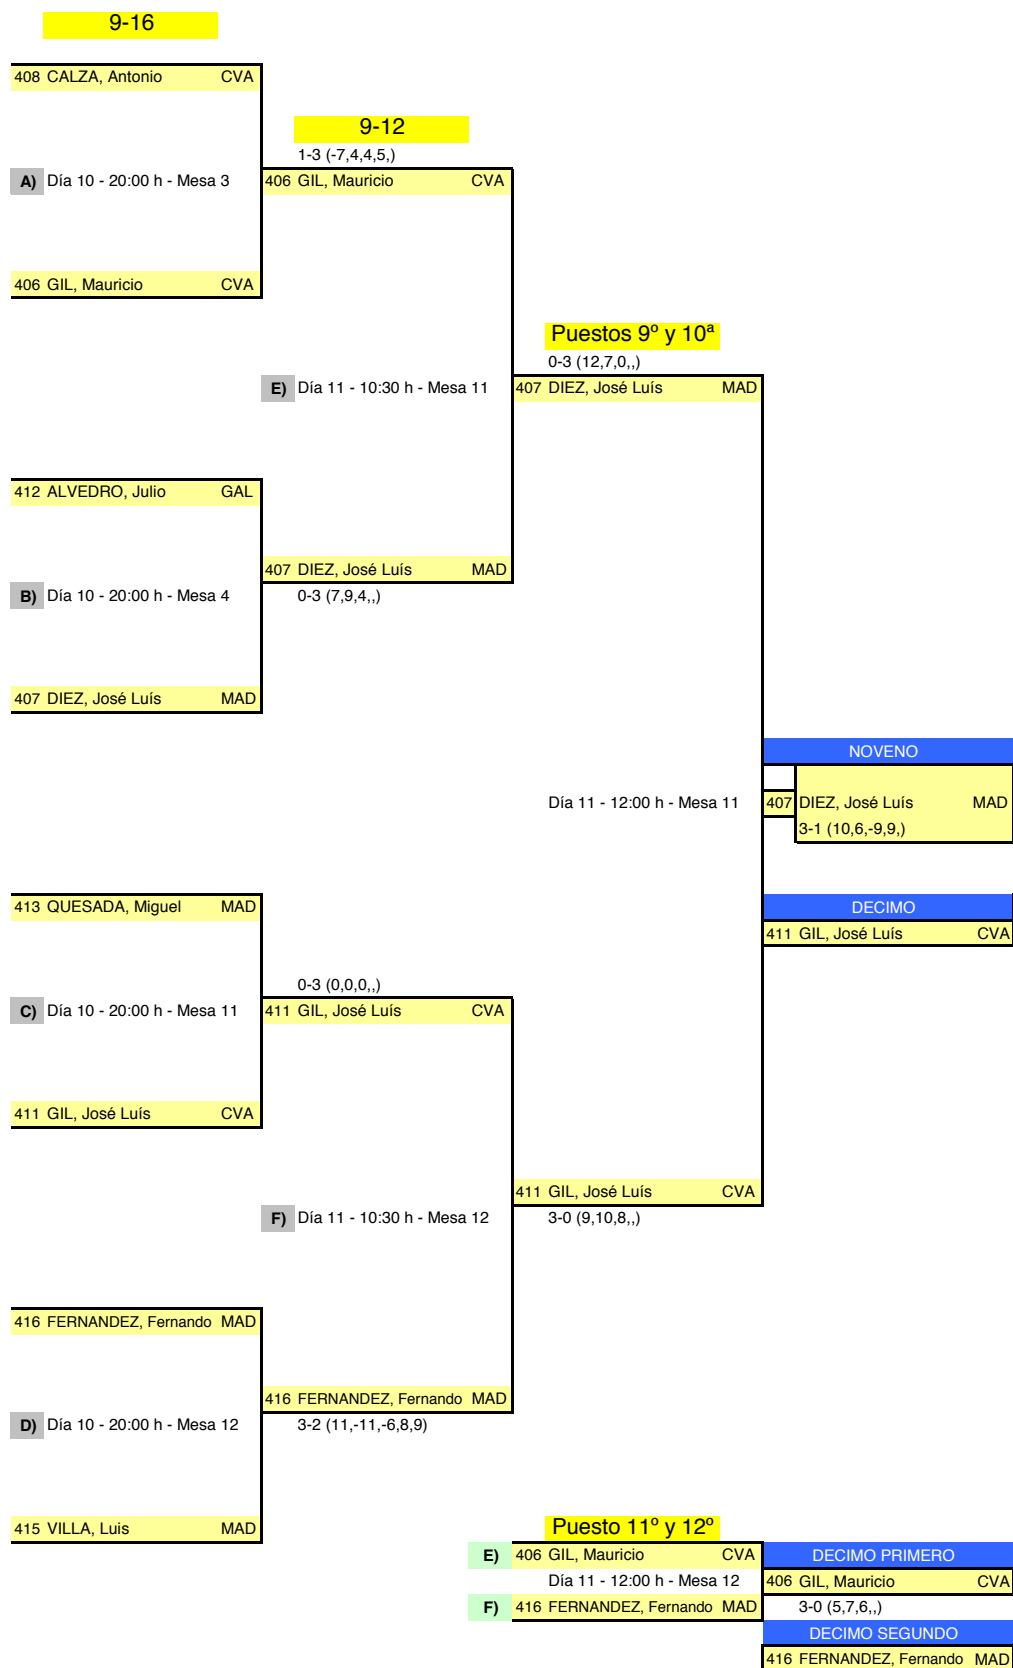 9-16
408 CALZA, Antonio CVA
9-12
1-3 (-7,4,4,5,)
A) Día 10 - 20:00 h - Mesa 3
406 GIL, Mauricio CVA
406 GIL, Mauricio CVA
Puestos 9º y 10ª
0-3 (12,7,0,,)
E) Día 11 - 10:30 h - Mesa 11
407 DIEZ, José Luís MAD
412 ALVEDRO, Julio GAL
407 DIEZ, José Luís MAD
B) Día 10 - 20:00 h - Mesa 4
0-3 (7,9,4,,)
407 DIEZ, José Luís MAD
NOVENO
Día 11 - 12:00 h - Mesa 11
407 DIEZ, José Luís MAD
3-1 (10,6,-9,9,)
413 QUESADA, Miguel MAD
DECIMO
411 GIL, José Luís CVA
0-3 (0,0,0,,)
C) Día 10 - 20:00 h - Mesa 11
411 GIL, José Luís CVA
411 GIL, José Luís CVA
411 GIL, José Luís CVA
F) Día 11 - 10:30 h - Mesa 12
3-0 (9,10,8,,)
416 FERNANDEZ, Fernando MAD
416 FERNANDEZ, Fernando MAD
D) Día 10 - 20:00 h - Mesa 12
3-2 (11,-11,-6,8,9)
415 VILLA, Luis MAD
Puesto 11º y 12º
E) 406 GIL, Mauricio CVA
DECIMO PRIMERO
Día 11 - 12:00 h - Mesa 12
406 GIL, Mauricio CVA
F) 416 FERNANDEZ, Fernando MAD
3-0 (5,7,6,,)
DECIMO SEGUNDO
416 FERNANDEZ, Fernando MAD